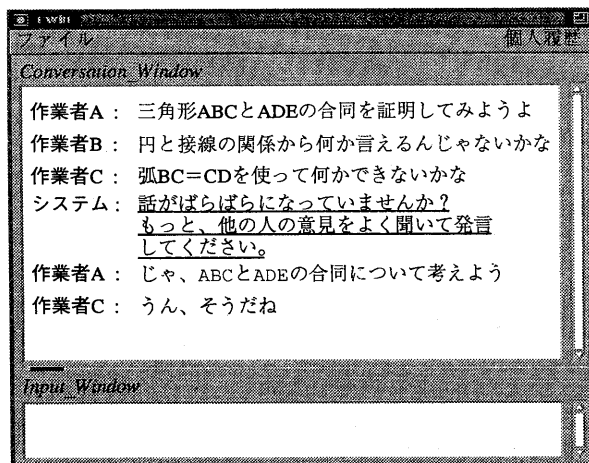 ファイル 個人履歴
Conversation_Window
作業者A： 三角形ABCとADEの合同を証明してみようよ
作業者B： 円と接線の関係から何か言えるんじゃないかな
作業者C： 弧BC＝CDを使って何かできないかな
システム： 話がばらばらになっていませんか？
もっと、他の人の意見をよく聞いて発言
してください。
作業者A： じゃ、ABCとADEの合同について考えよう
作業者C： うん、そうだね
Input_Window